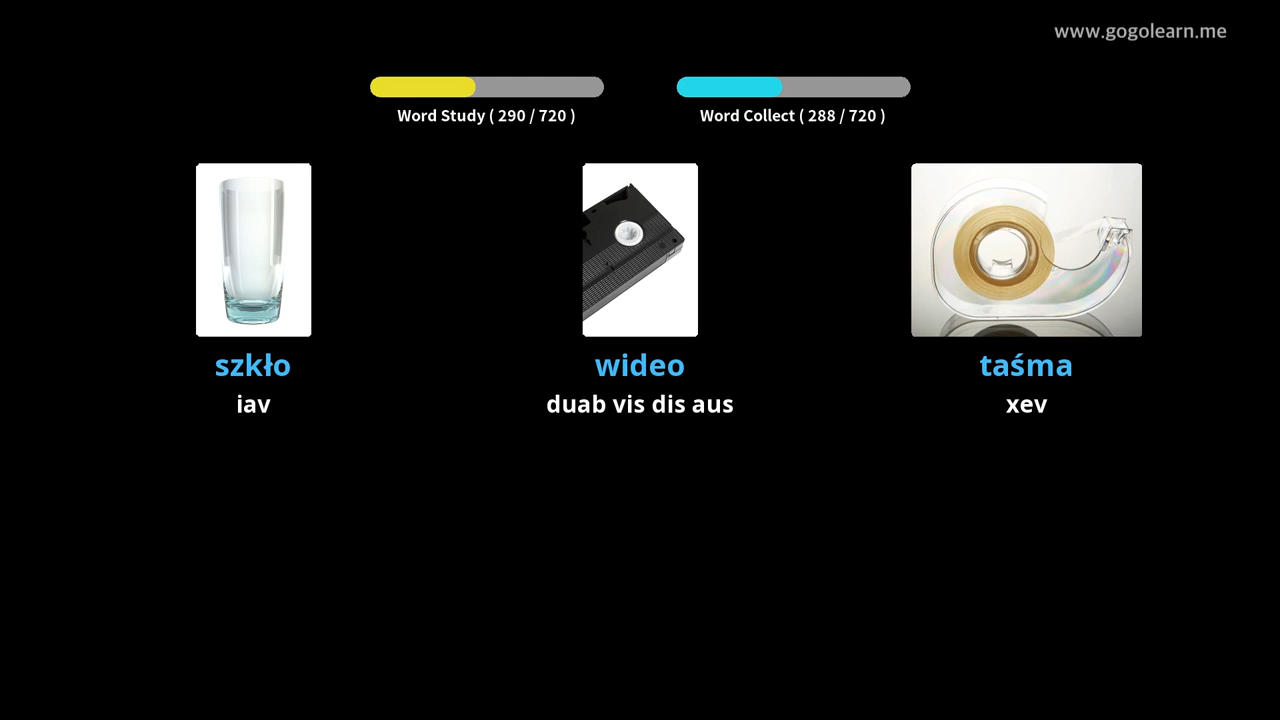 www.gogolearn.me
Word Study ( 290 / 720 )
Word Collect ( 288 / 720 )
szkło
wideo
taśma
iav
duab vis dis aus
xev